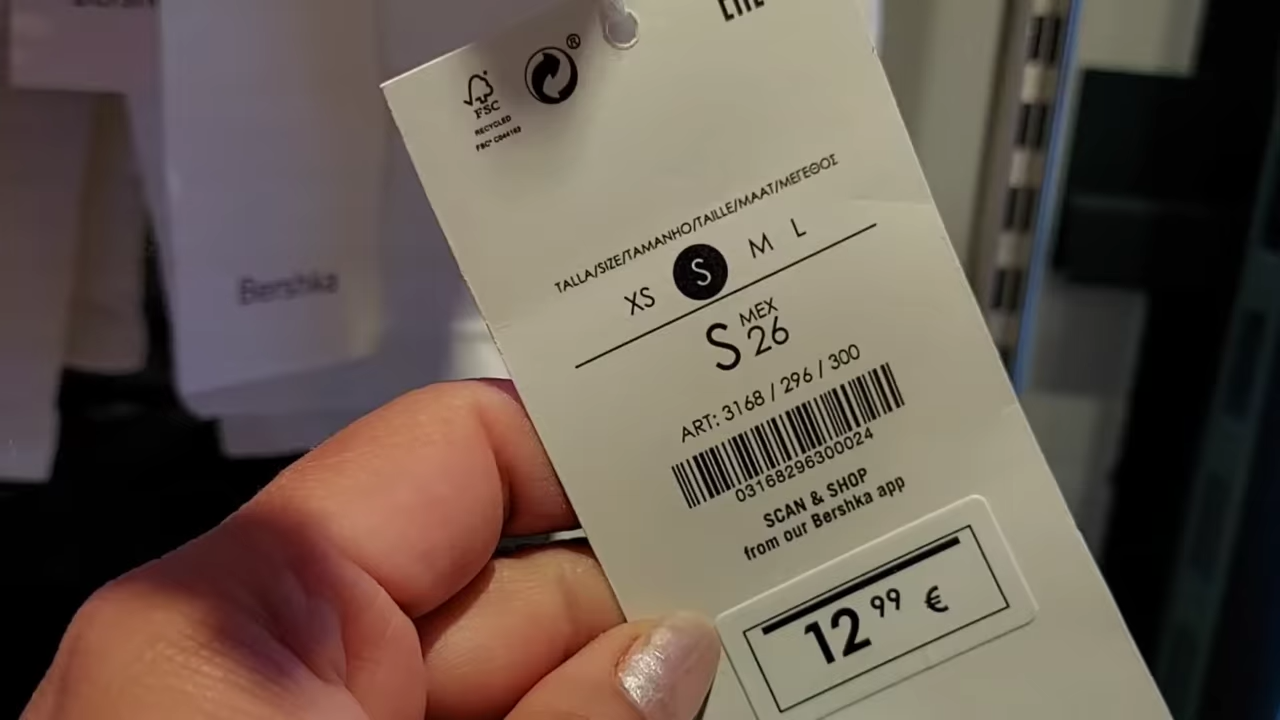 FSC
RECYCLED
FSC® C044163
®
TALLA/SIZE/TAMANHO/TAILLE/MAAT/ΜΕΓΕΘΟΣ
XS S M L
S MEX 26
ART: 3168 / 296 / 300
03168296300024
SCAN & SHOP
from our Bershka app
12 99 €
Bershka